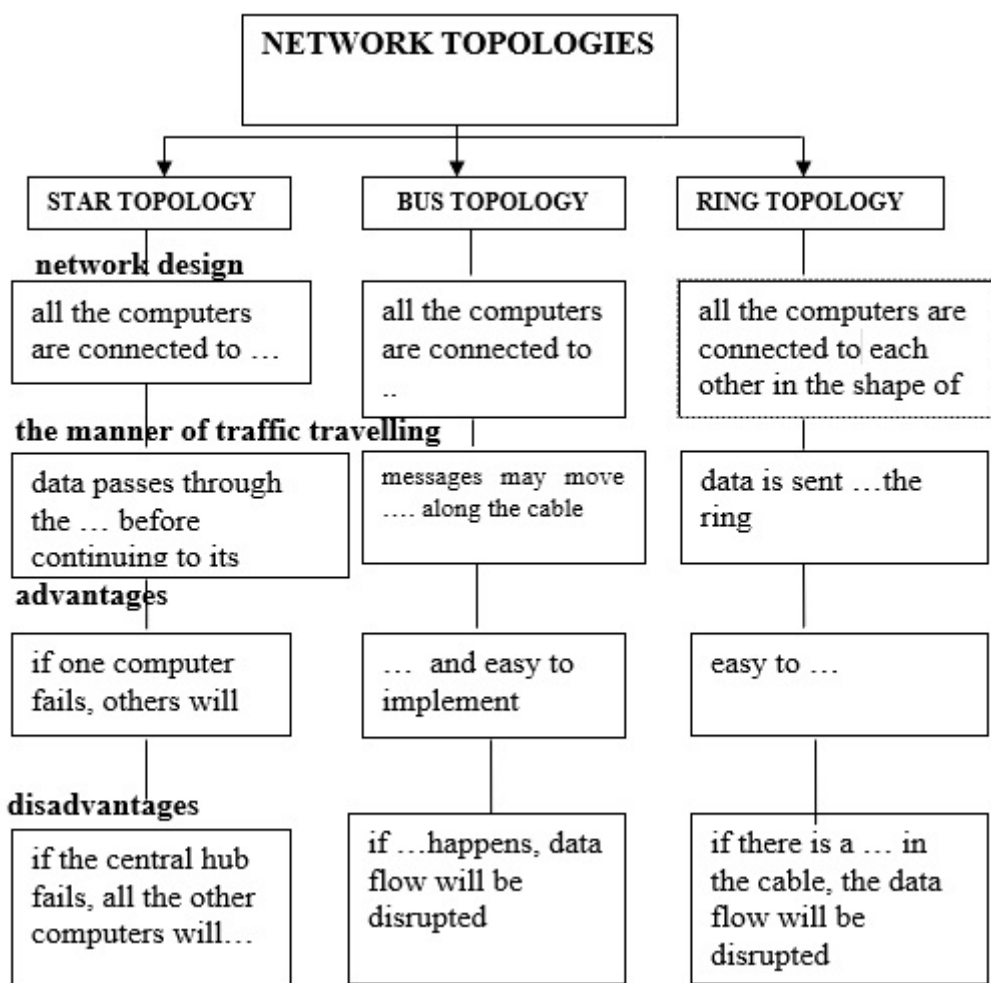 NETWORK TOPOLOGIES
STAR TOPOLOGY
BUS TOPOLOGY
RING TOPOLOGY
network design
all the computers
are connected to …
all the computers
are connected to
..
all the computers are
connected to each
other in the shape of
the manner of traffic travelling
data passes through
the … before
continuing to its
messages may move
…. along the cable
data is sent …the
ring
advantages
if one computer
fails, others will
… and easy to
implement
easy to …
disadvantages
if the central hub
fails, all the other
computers will…
if …happens, data
flow will be
disrupted
if there is a … in
the cable, the data
flow will be
disrupted